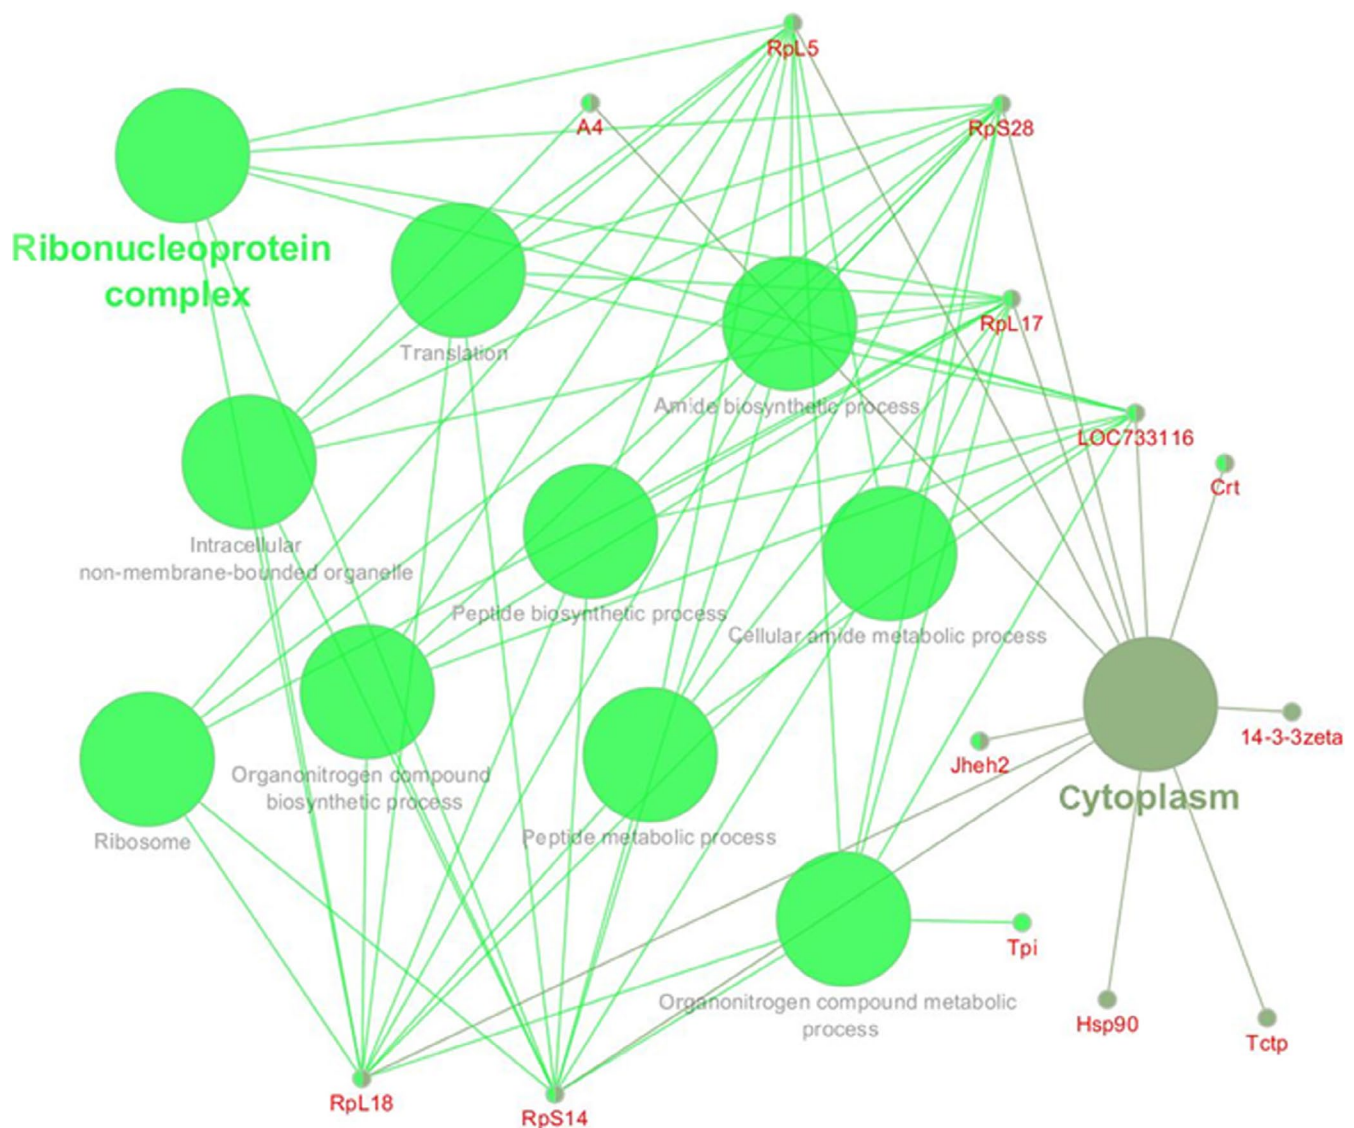 RpL5
A4
RpS28
Ribonucleoprotein
complex
RpL17
Translation
Amide biosynthetic process
LOC733116
Crt
Intracellular
non-membrane-bounded organelle
Peptide biosynthetic process
Cellular amide metabolic process
14-3-3zeta
Jheh2
Organonitrogen compound
biosynthetic process
Cytoplasm
Ribosome
Peptide metabolic process
Tpi
Organonitrogen compound metabolic
process
Hsp90
Tctp
RpL18
RpS14